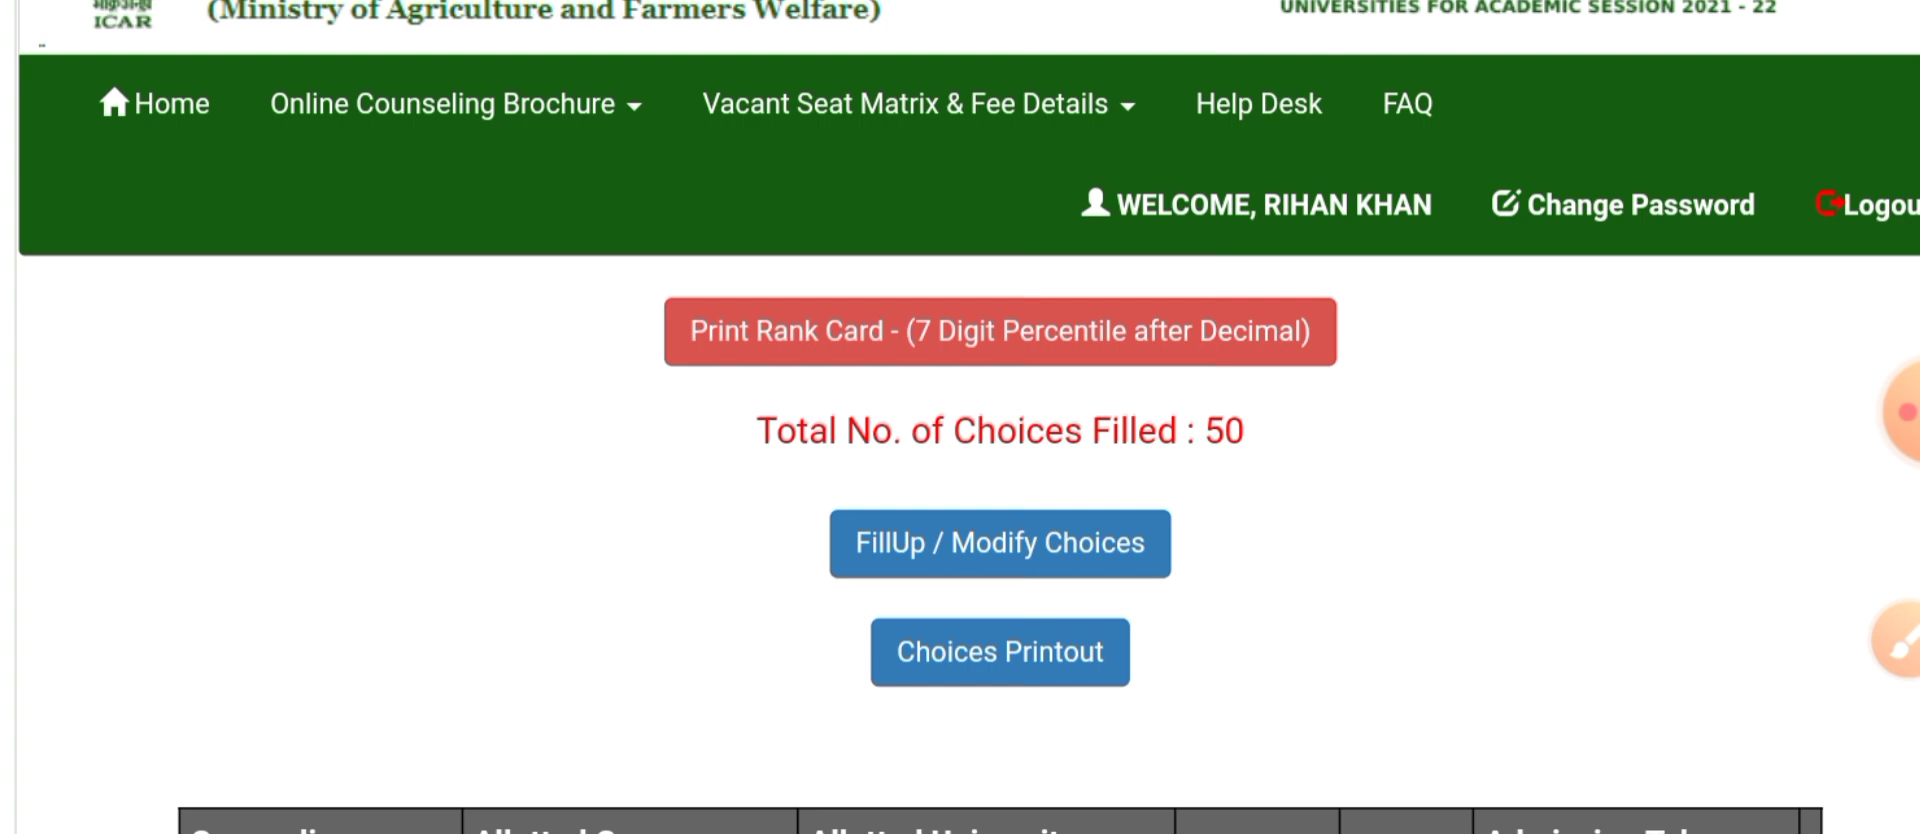 ICAR
(Ministry of Agriculture and Farmers Welfare)
UNIVERSITIES FOR ACADEMIC SESSION 2021 - 22
Home
Online Counseling Brochure
Vacant Seat Matrix & Fee Details
Help Desk
FAQ
WELCOME, RIHAN KHAN
Change Password
Logou
Print Rank Card - (7 Digit Percentile after Decimal)
Total No. of Choices Filled : 50
FillUp / Modify Choices
Choices Printout